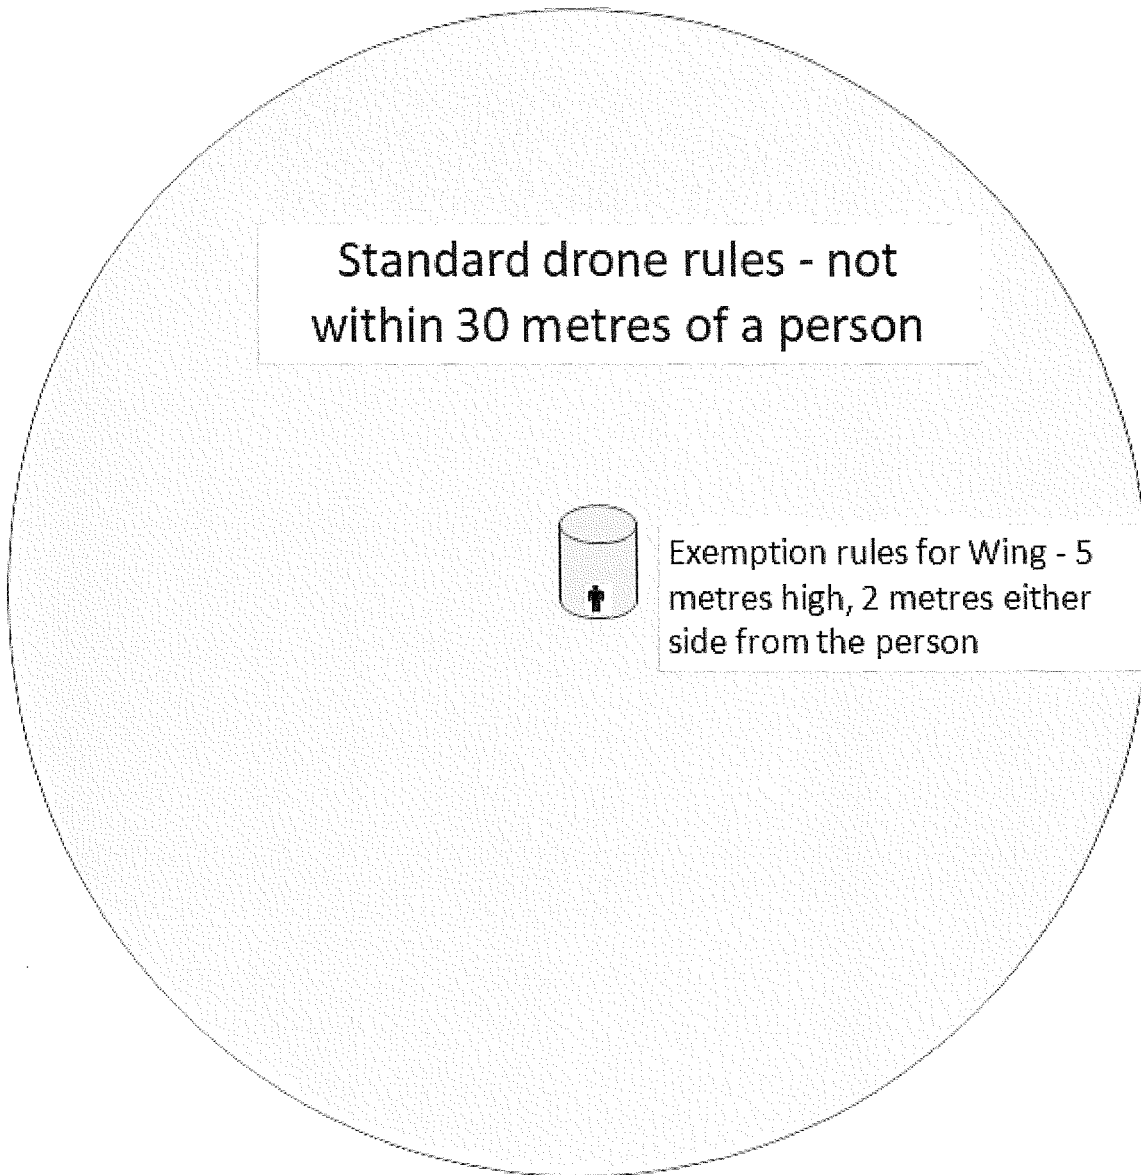 Standard drone rules - not
within 30 metres of a person
Exemption rules for Wing - 5
metres high, 2 metres either
side from the person